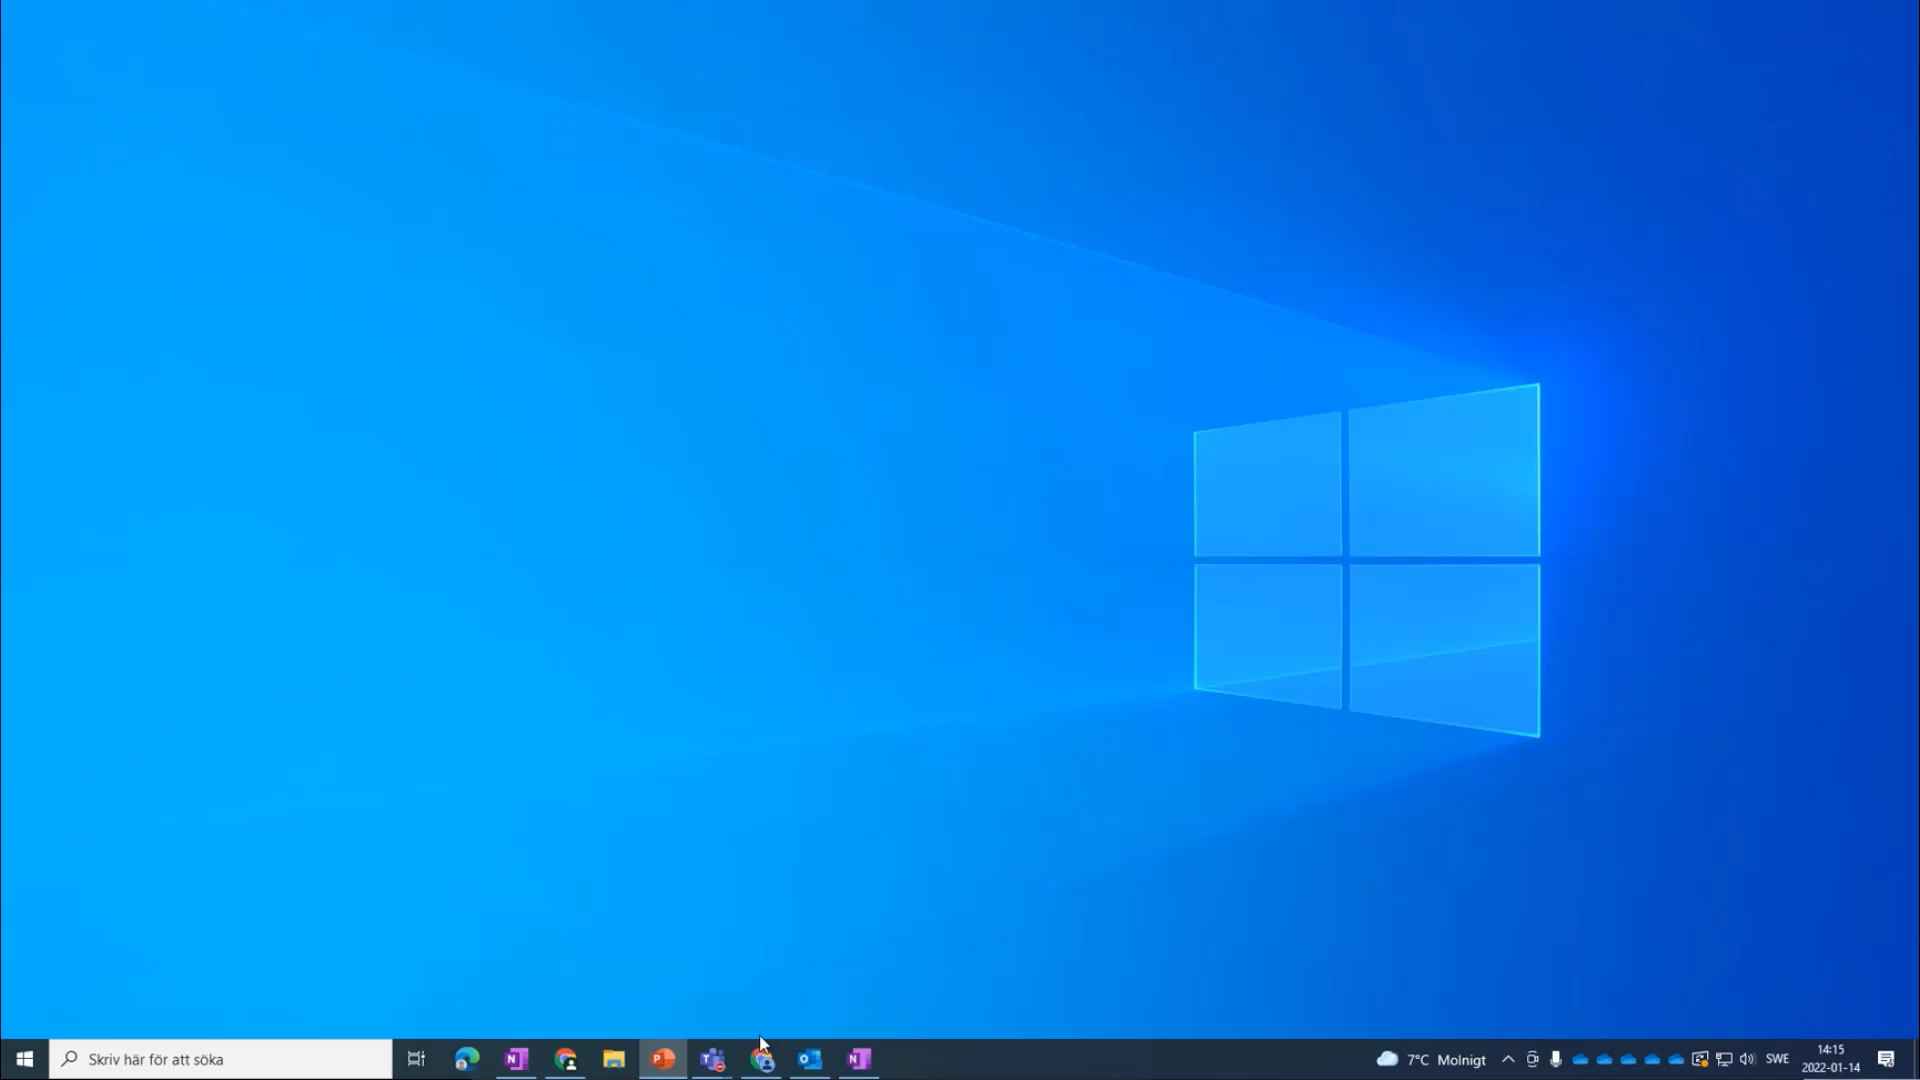 Skriv här för att söka
7°C Molnigt
SWE
14:15
2022-01-14